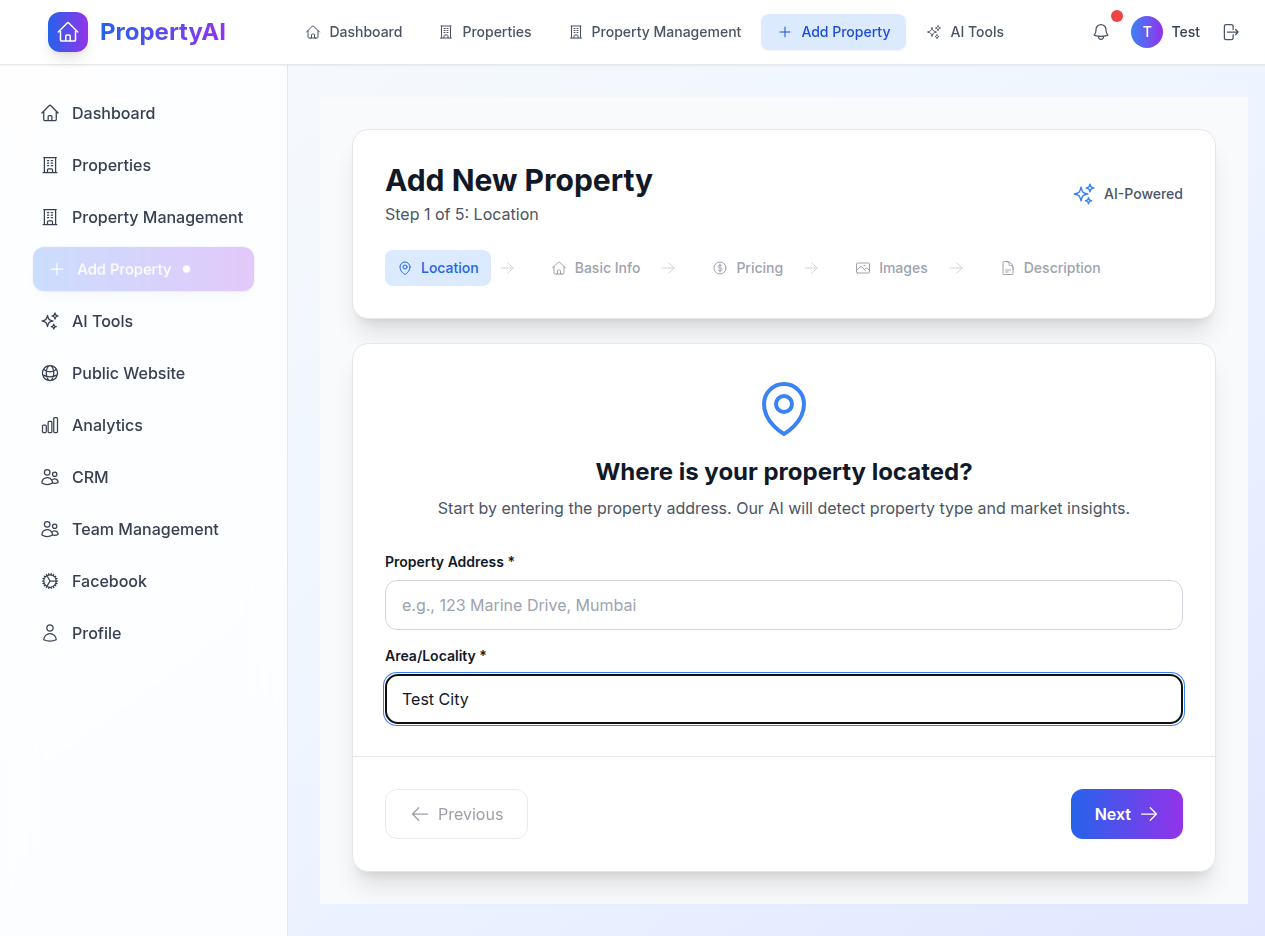 PropertyAI
Dashboard
Properties
Property Management
Add Property
AI Tools
T
Test
Dashboard
Properties
Property Management
Add Property
AI Tools
Public Website
Analytics
CRM
Team Management
Facebook
Profile
Add New Property
Step 1 of 5: Location
AI-Powered
Location
Basic Info
Pricing
Images
Description
Where is your property located?
Start by entering the property address. Our AI will detect property type and market insights.
Property Address *
e.g., 123 Marine Drive, Mumbai
Area/Locality *
Test City
Previous
Next